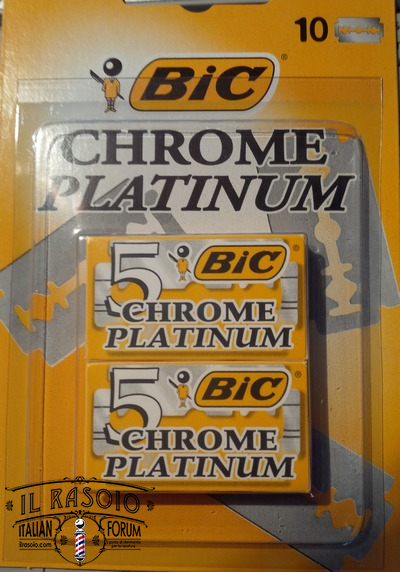 10
BiC®
CHROME
PLATINUM
5 BiC®
CHROME
PLATINUM
5 BiC®
CHROME
PLATINUM
IL RASOIO
ITALIAN FORUM
ilrasoio.com